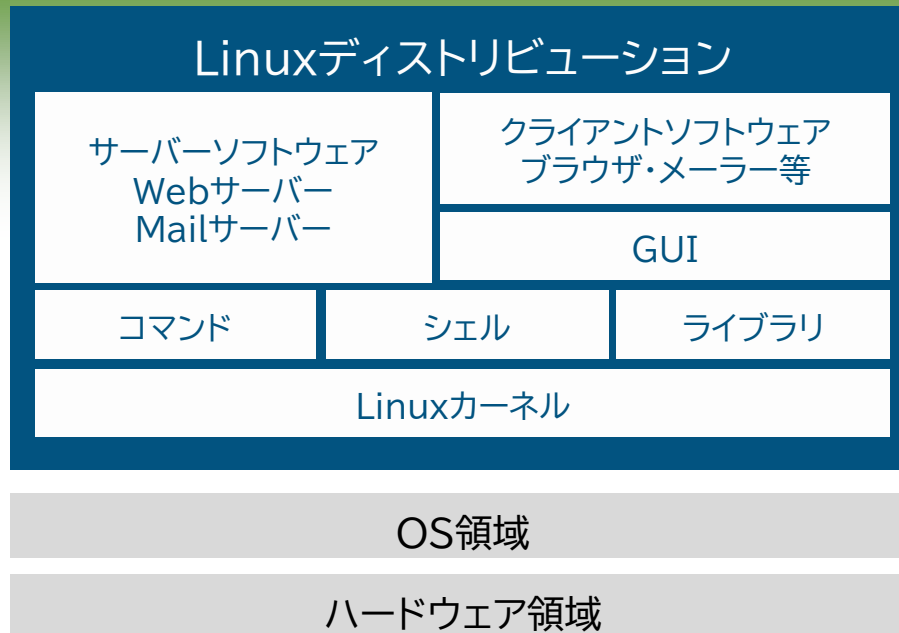 Linuxディストリビューション
サーバーソフトウェア
Webサーバー
Mailサーバー
クライアントソフトウェア
ブラウザ・メーラー等
GUI
コマンド
シェル
ライブラリ
Linuxカーネル
OS領域
ハードウェア領域